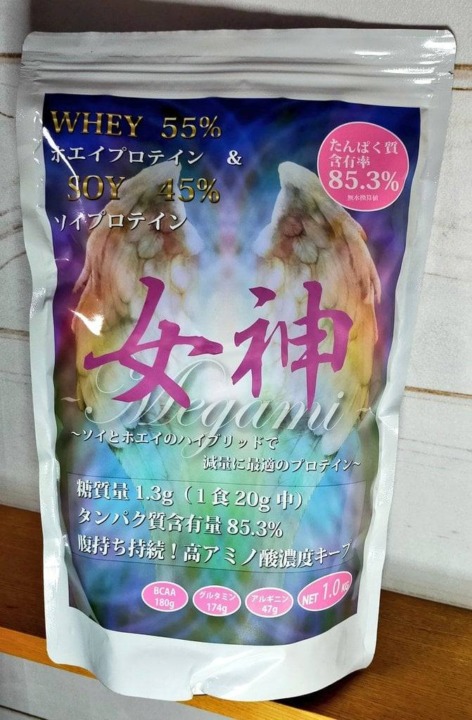 WHEY 55%
ホエイプロテイン &
SOY 45%
ソイプロテイン
たんぱく質
含有率
85.3%
無水換算値
女神
Megami
~ソイとホエイのハイブリッドで
減量に最適のプロテイン~
糖質量 1.3g（1食20g中）
タンパク質含有量 85.3%
腹持ち持続！高アミノ酸濃度キープ
BCAA
180g
グルタミン
174g
アルギニン
47g
NET 1.0KG